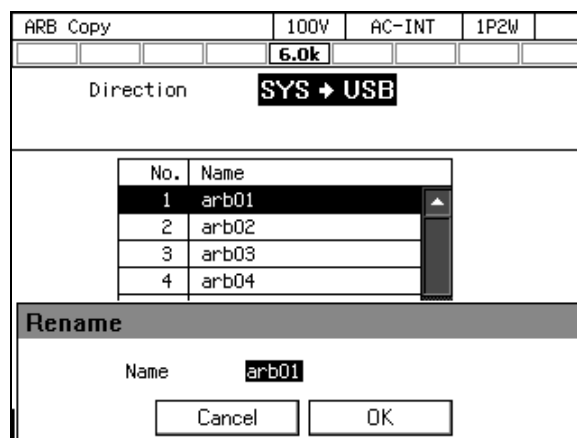 ARB Copy 100V AC-INT 1P2W
6.0k
Direction SYS → USB
No. Name
1 arb01
2 arb02
3 arb03
4 arb04
Rename
Name arb01
Cancel OK